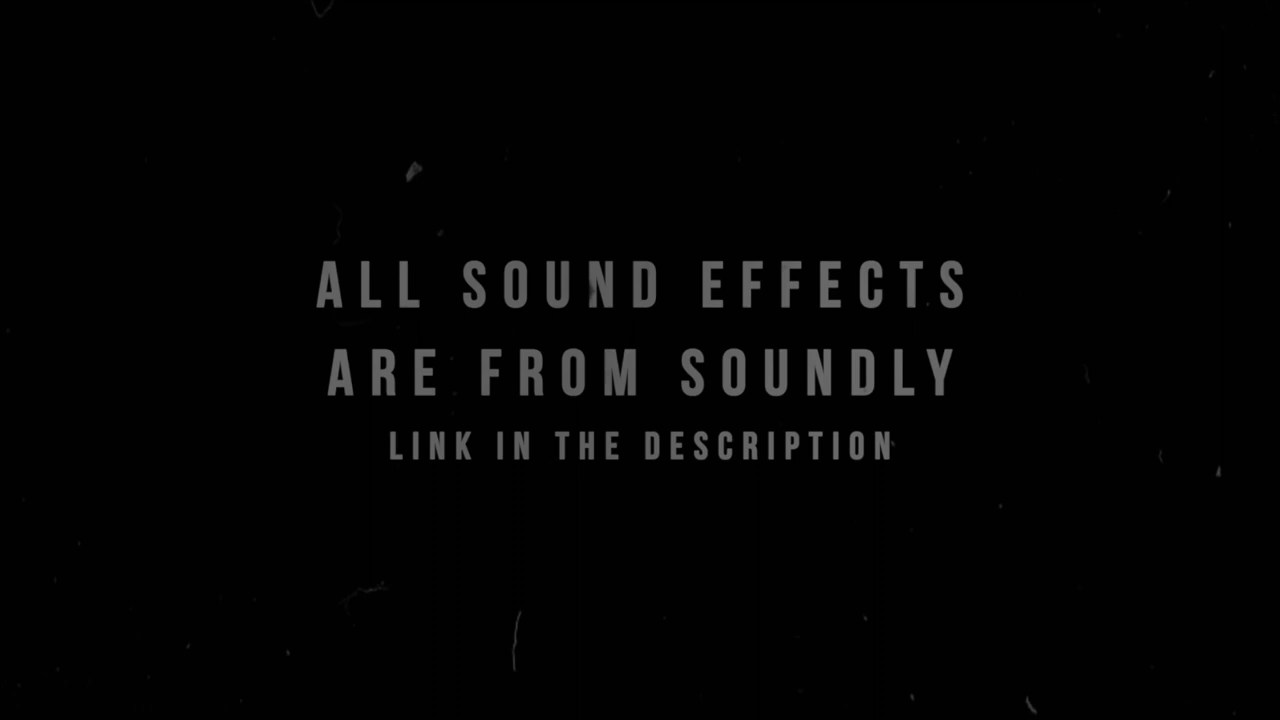 ALL SOUND EFFECTS
ARE FROM SOUNDLY
LINK IN THE DESCRIPTION